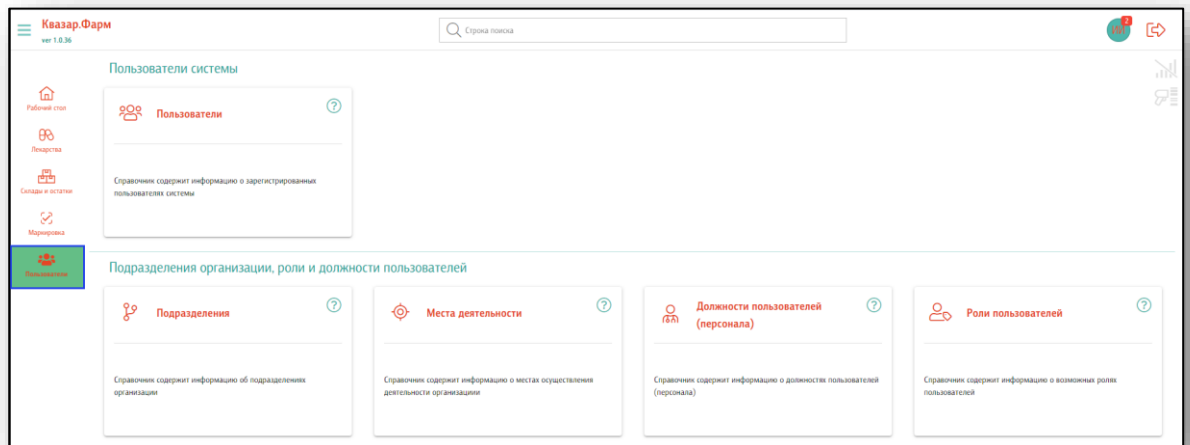 Квазар.Фарм
ver 1.0.36
Строка поиска
2
ИИ
Рабочий стол
Лекарства
Склады и остатки
Маркировка
Пользователи
Пользователи системы
Пользователи
?
Справочник содержит информацию о зарегистрированных
пользователях системы
Подразделения организации, роли и должности пользователей
Подразделения
?
Справочник содержит информацию об подразделениях
организации
Места деятельности
?
Справочник содержит информацию о местах осуществления
деятельности организациии
Должности пользователей
(персонала)
?
Справочник содержит информацию о должностях пользователей
(персонала)
Роли пользователей
?
Справочник содержит информацию о возможных ролях
пользователей